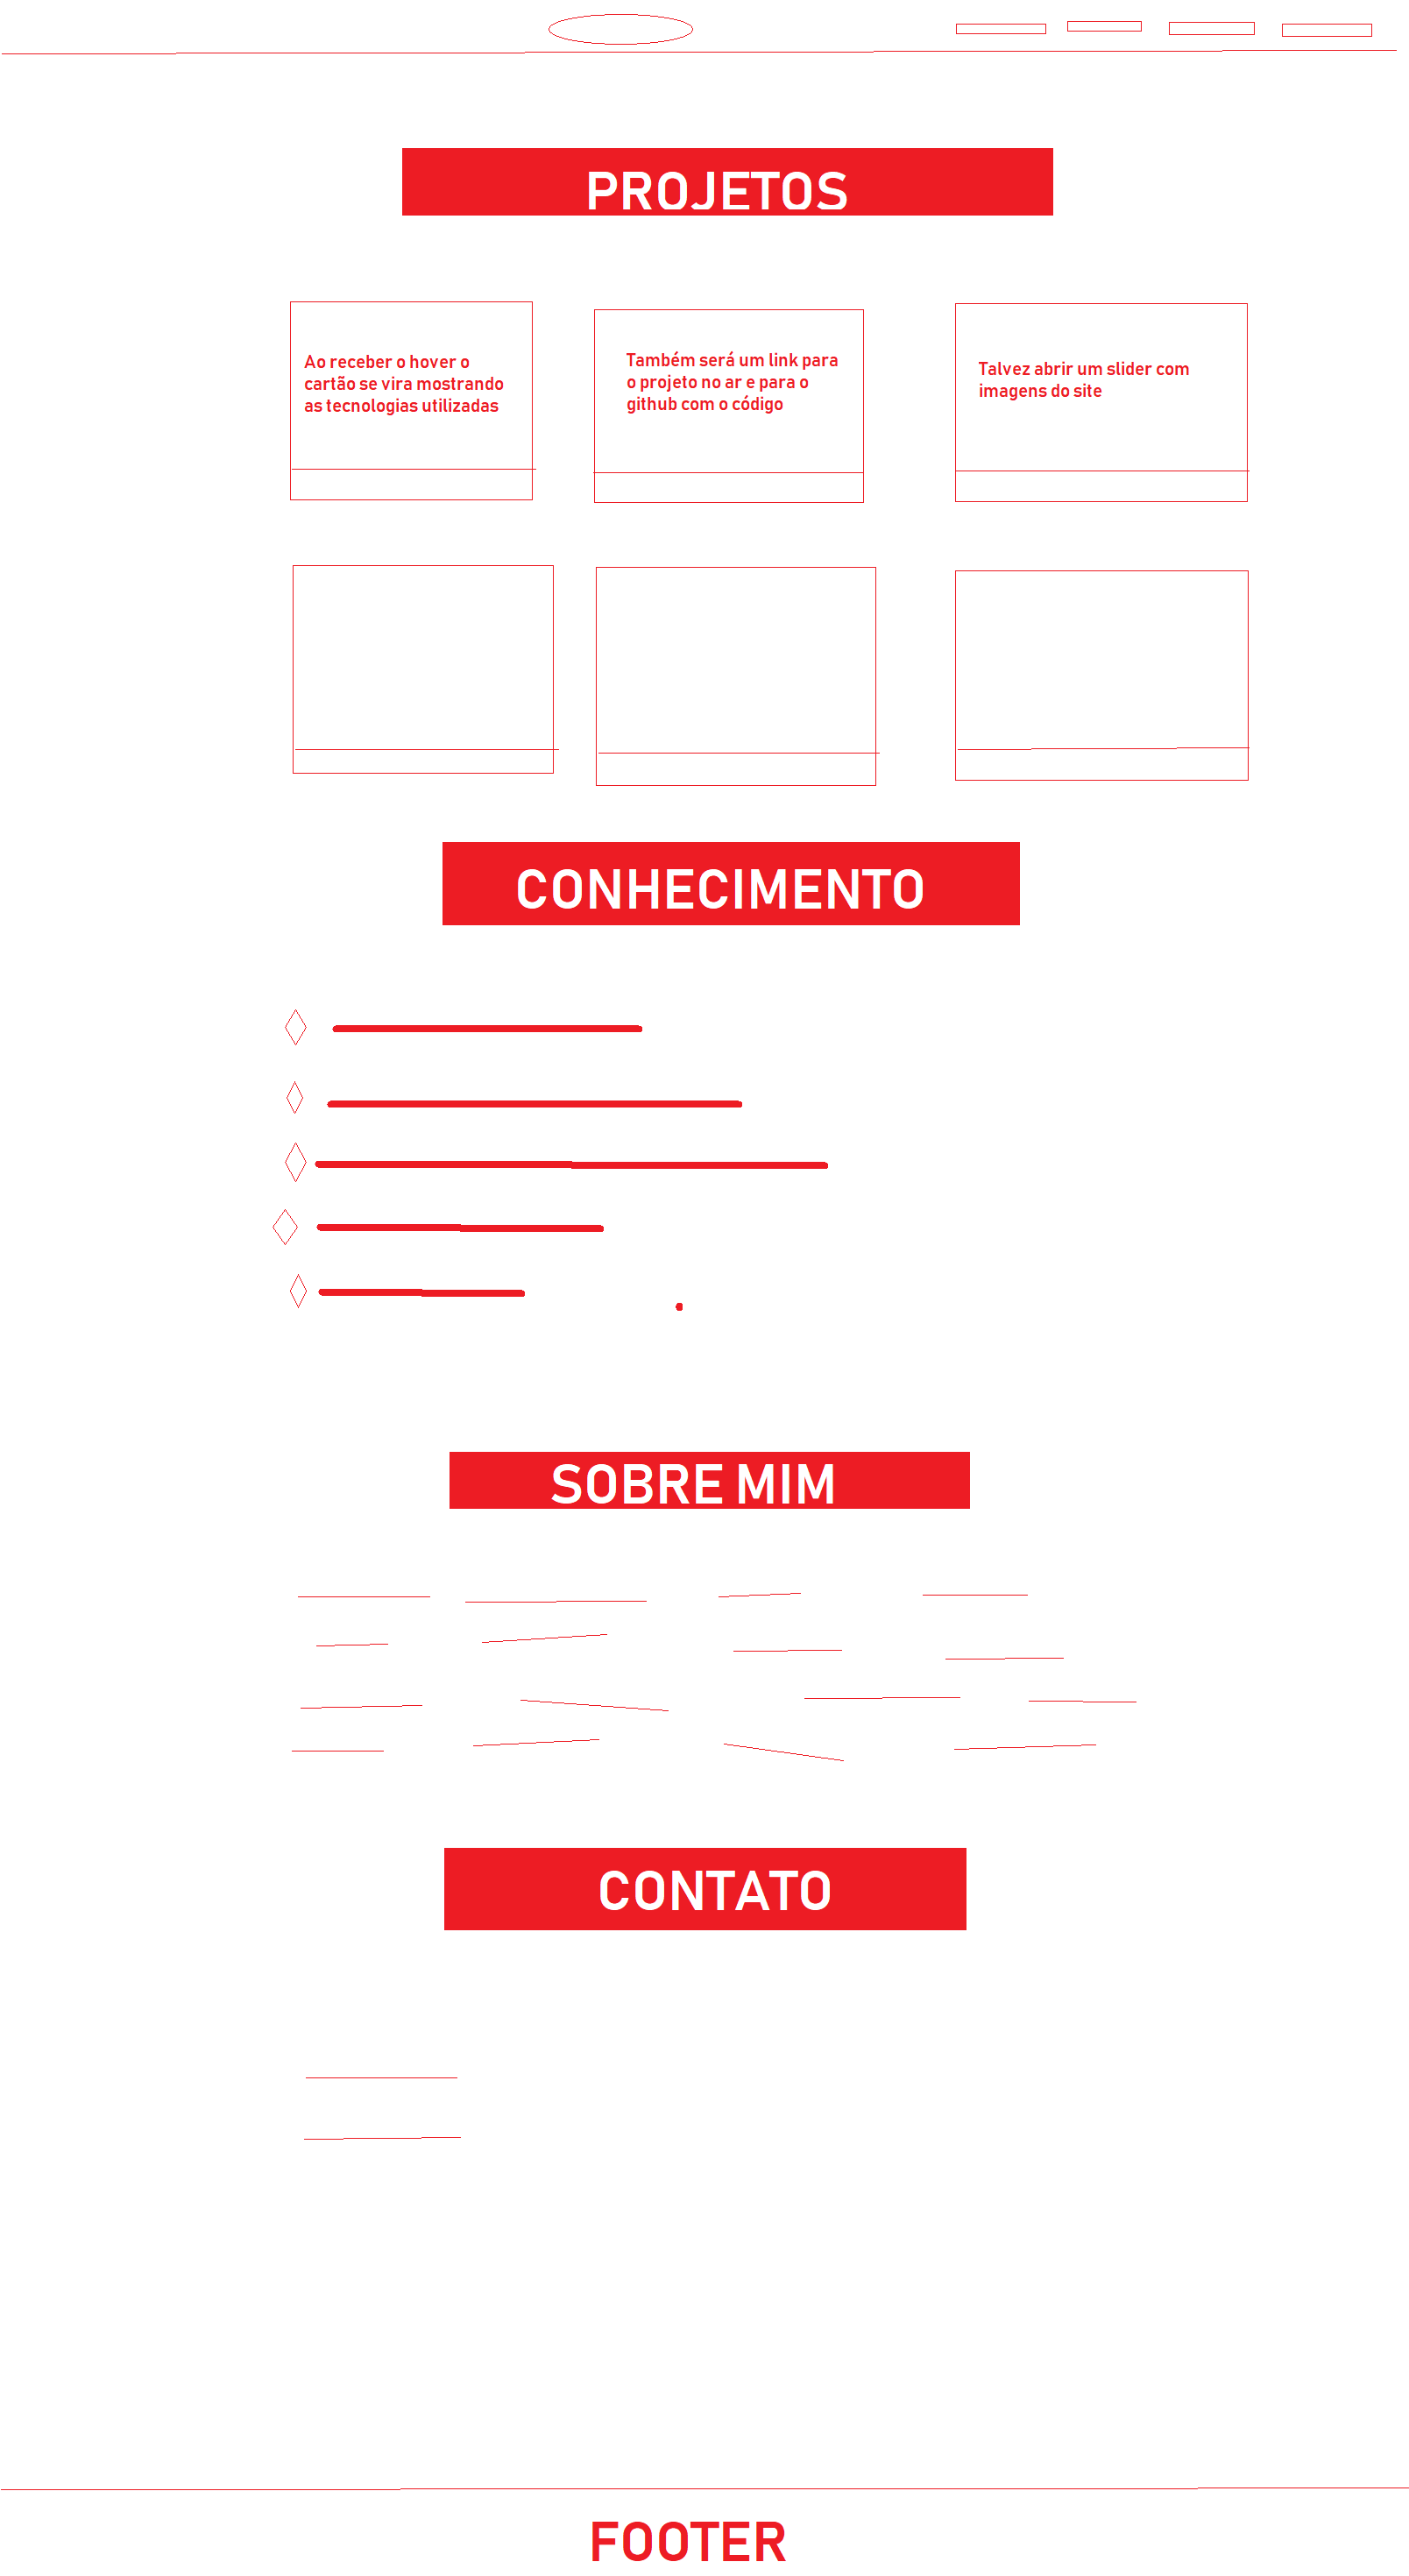 PROJETOS
Ao receber o hover o
cartão se vira mostrando
as tecnologias utilizadas
Também será um link para
o projeto no ar e para o
github com o código
Talvez abrir um slider com
imagens do site
CONHECIMENTO
SOBRE MIM
CONTATO
FOOTER